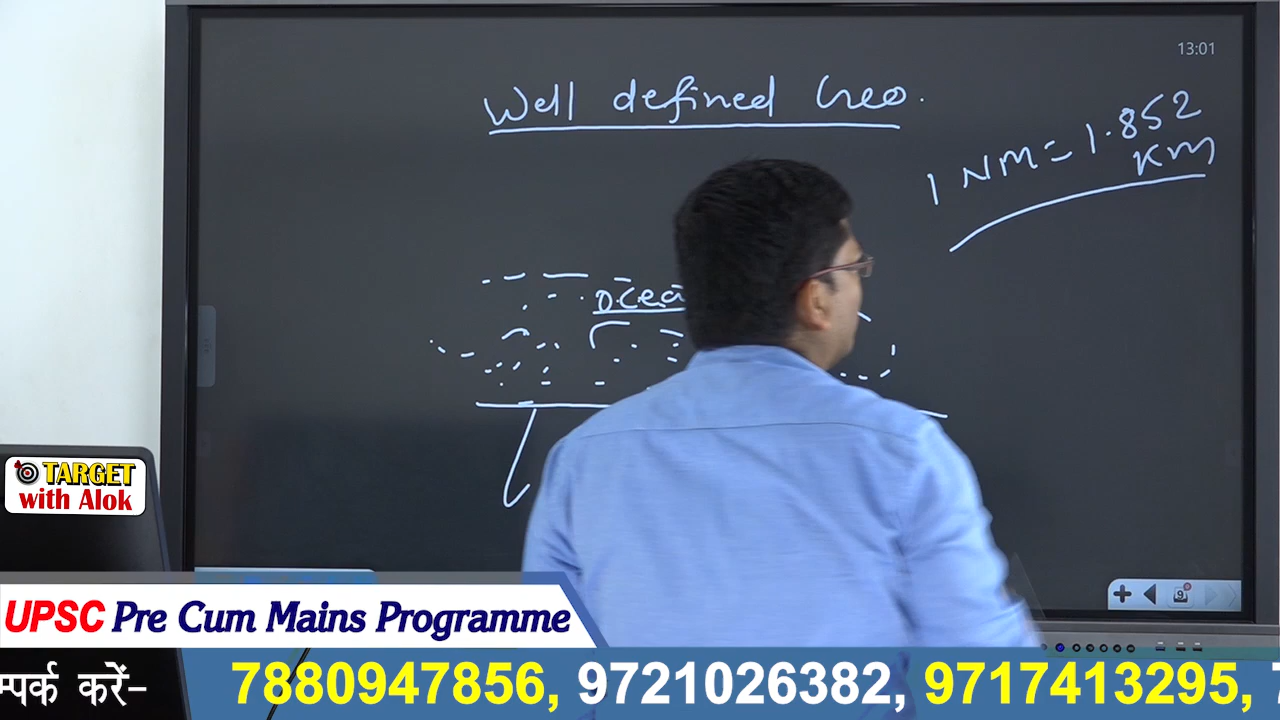 13:01
Well defined Geo.
1 NM = 1.852
KM
ocea
TARGET
with Alok
UPSC Pre Cum Mains Programme
म्पर्क करें- 7880947856, 9721026382, 9717413295,